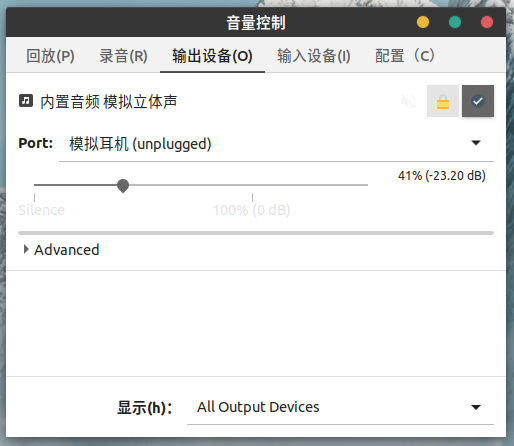 音量控制
回放(P) 录音(R) 输出设备(O) 输入设备(I) 配置（C）
内置音频 模拟立体声
Port: 模拟耳机 (unplugged)
41% (-23.20 dB)
Silence 100% (0 dB)
Advanced
显示(h)： All Output Devices